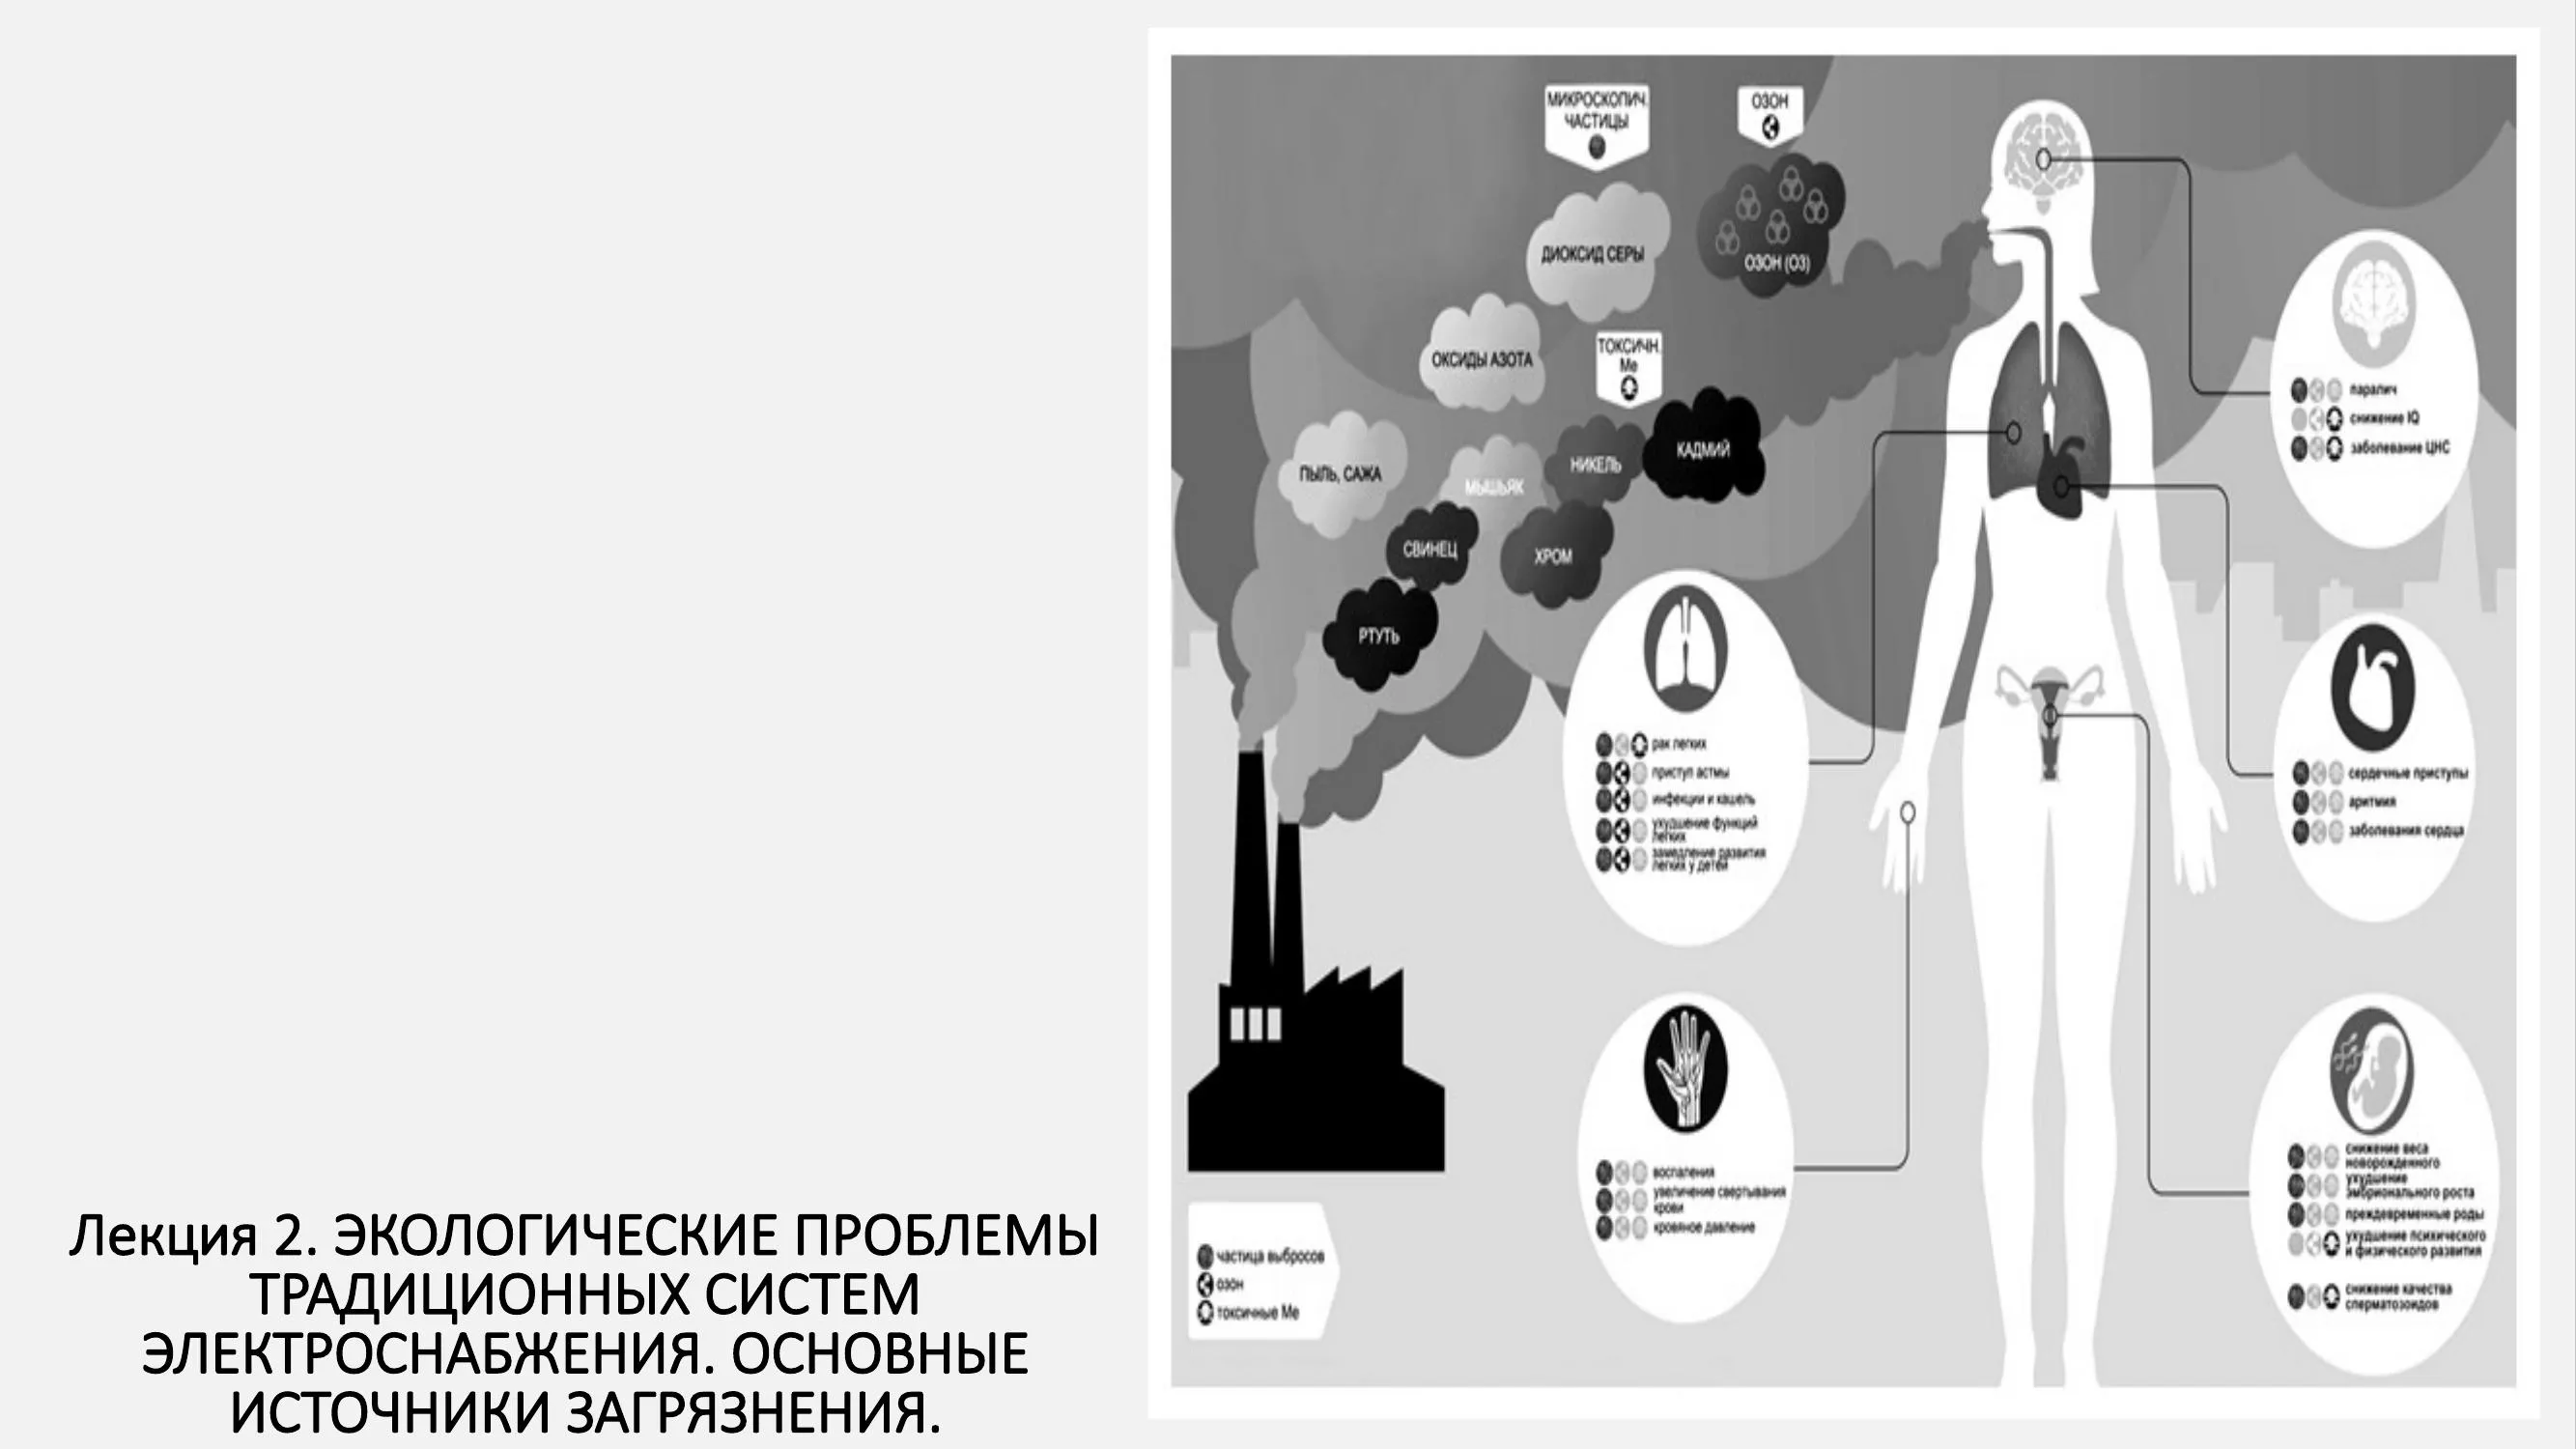 Лекция 2. ЭКОЛОГИЧЕСКИЕ ПРОБЛЕМЫ
ТРАДИЦИОННЫХ СИСТЕМ
ЭЛЕКТРОСНАБЖЕНИЯ. ОСНОВНЫЕ
ИСТОЧНИКИ ЗАГРЯЗНЕНИЯ.
МИКРОСКОПИЧ.
ЧАСТИЦЫ
ОЗОН
ДИОКСИД СЕРЫ
ОЗОН (О3)
ОКСИДЫ АЗОТА
ТОКСИЧН.
Ме
ПЫЛЬ, САЖА
МЫШЬЯК
НИКЕЛЬ
КАДМИЙ
СВИНЕЦ
ХРОМ
РТУТЬ
паралич
снижение IQ
заболевание ЦНС
рак легких
приступ астмы
инфекции и кашель
ухудшение функций
легких
замедление развития
легких у детей
сердечные приступы
аритмия
заболевания сердца
воспаления
увеличение свертывания
крови
кровяное давление
снижение веса
новорожденного
ухудшение
эмбрионального роста
преждевременные роды
ухудшение психического
и физического развития
снижение качества
сперматозоидов
частица выбросов
озон
токсичные Ме